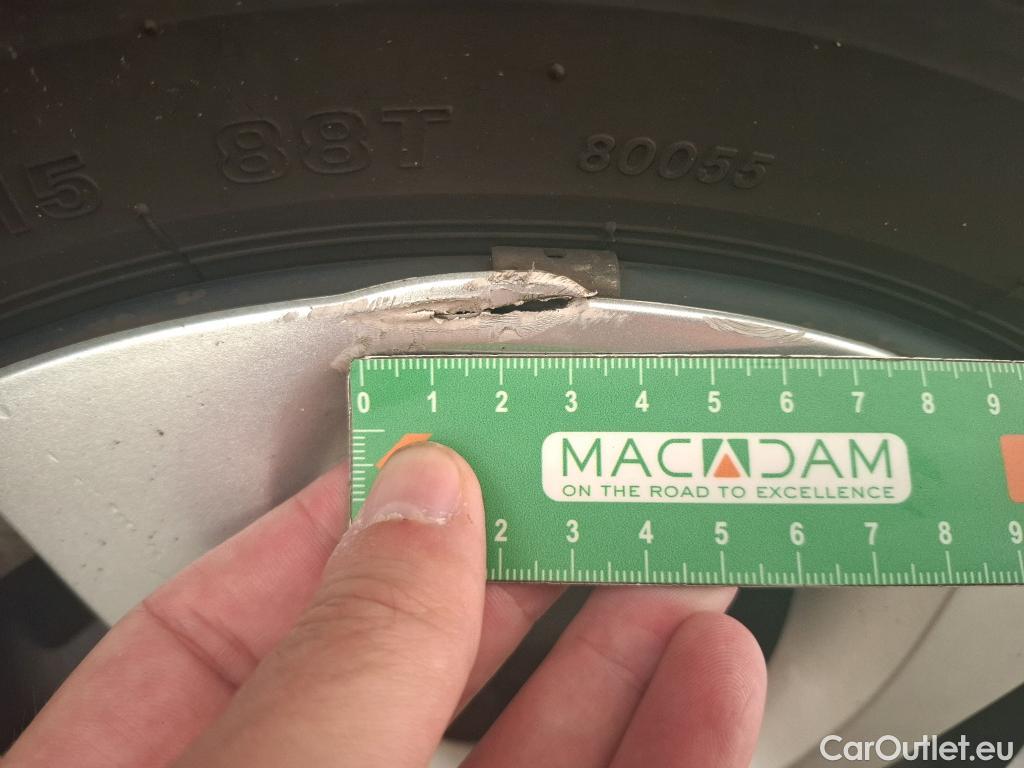 15 88T 80055
0 1 2 3 4 5 6 7 8 9
MACADAM
ON THE ROAD TO EXCELLENCE
2 3 4 5 6 7 8 9
CarOutlet.eu